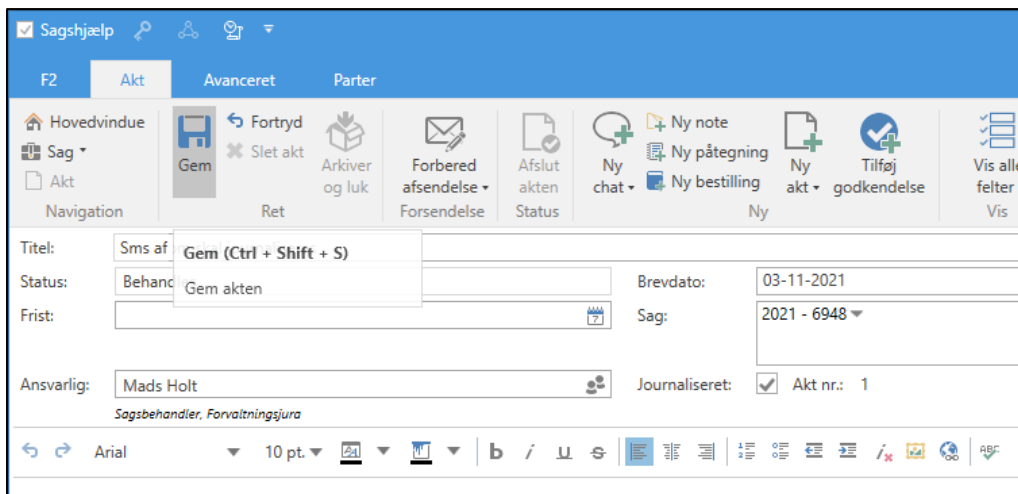 Sagshjælp
F2 Akt Avanceret Parter
Hovedvindue
Sag
Akt
Navigation
Gem
Fortryd
Slet akt
Arkiver
og luk
Ret
Forbered
afsendelse
Forsendelse
Afslut
akten
Status
Ny
chat
Ny note
Ny påtegning
Ny bestilling
Ny
akt
Tilføj
godkendelse
Ny
Vis alle
felter
Vis
Titel: Sms af
Gem (Ctrl + Shift + S)
Gem akten
Status: Behandles
Brevdato: 03-11-2021
Frist: 7
Sag: 2021 - 6948
Ansvarlig: Mads Holt
Journaliseret: Akt nr.: 1
Sagsbehandler, Forvaltningsjura
Arial 10 pt. b i u s ABC